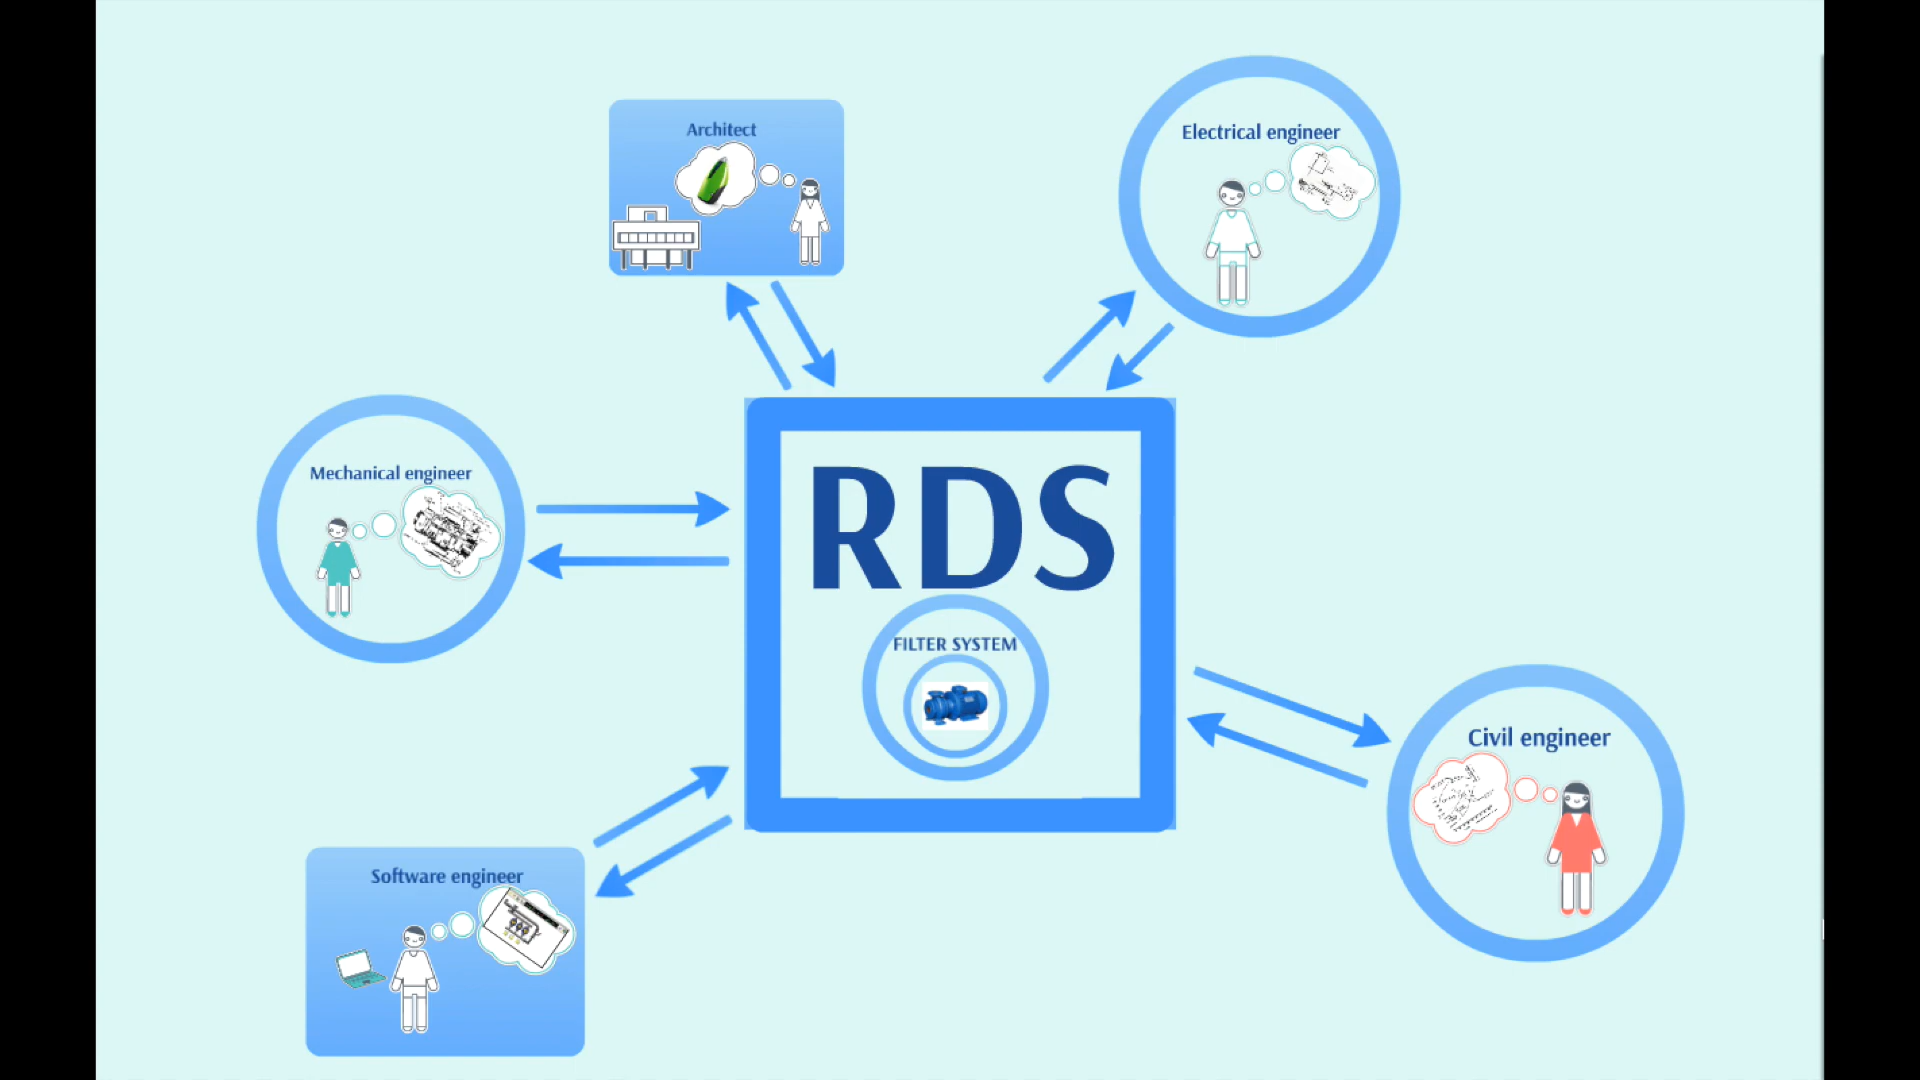 Architect
Electrical engineer
Mechanical engineer
RDS
FILTER SYSTEM
Civil engineer
Software engineer